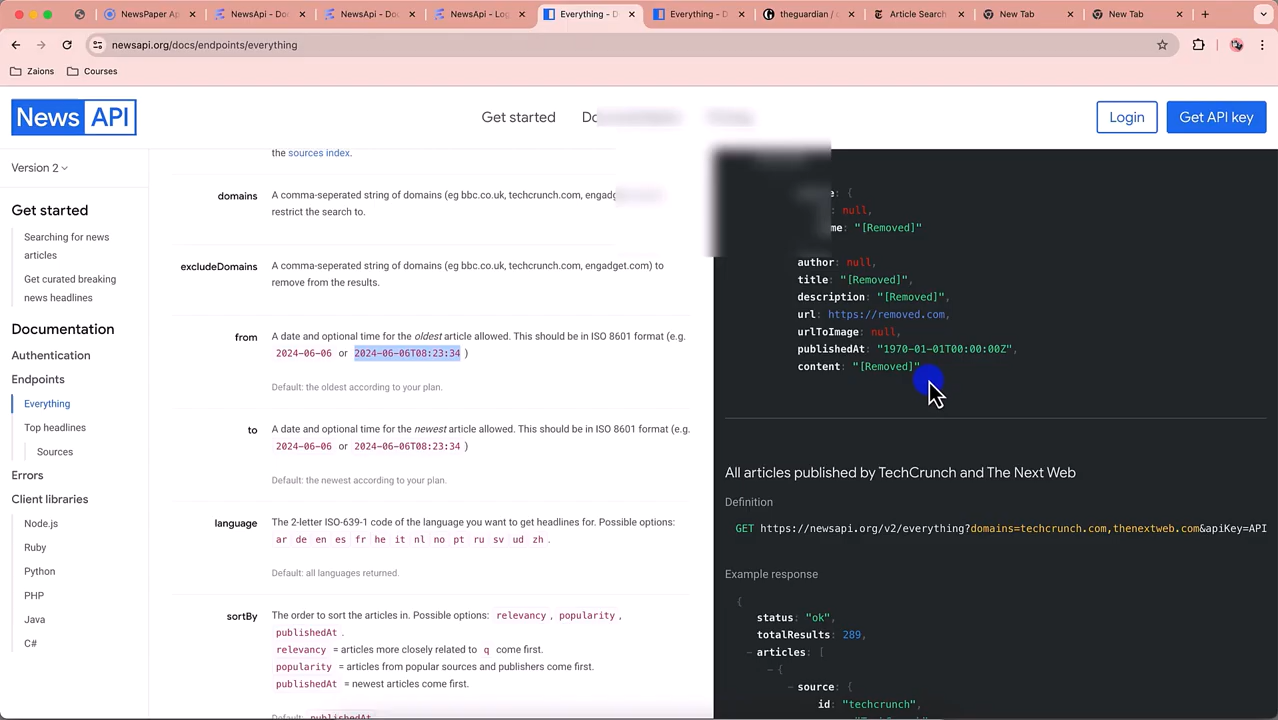 NewsPaper Ap
NewsApi - Do
NewsApi - Doc
NewsApi - Log
Everything - D
Everything - D
theguardian /
Article Search
New Tab
New Tab
newsapi.org/docs/endpoints/everything
Zaions
Courses
News API
Get started
Login
Get API key
Version 2
Get started
Searching for news
articles
Get curated breaking
news headlines
Documentation
Authentication
Endpoints
Everything
Top headlines
Sources
Errors
Client libraries
Node.js
Ruby
Python
PHP
Java
C#
the sources index.
domains
A comma-seperated string of domains (eg bbc.co.uk, techcrunch.com, engadg
restrict the search to.
excludeDomains
A comma-seperated string of domains (eg bbc.co.uk, techcrunch.com, engadget.com) to
remove from the results.
from
A date and optional time for the oldest article allowed. This should be in ISO 8601 format (e.g.
2024-06-06 or 2024-06-06T08:23:34 )
Default: the oldest according to your plan.
to
A date and optional time for the newest article allowed. This should be in ISO 8601 format (e.g.
2024-06-06 or 2024-06-06T08:23:34 )
Default: the newest according to your plan.
language
The 2-letter ISO-639-1 code of the language you want to get headlines for. Possible options:
ar de en es fr he it nl no pt ru sv ud zh .
Default: all languages returned.
sortBy
The order to sort the articles in. Possible options: relevancy , popularity ,
publishedAt .
relevancy = articles more closely related to q come first.
popularity = articles from popular sources and publishers come first.
publishedAt = newest articles come first.
Default: publishedAt
e: {
null,
me: "[Removed]"
author: null,
title: "[Removed]",
description: "[Removed]",
url: https://removed.com,
urlToImage: null,
publishedAt: "1970-01-01T00:00:00Z",
content: "[Removed]"
All articles published by TechCrunch and The Next Web
Definition
GET https://newsapi.org/v2/everything?domains=techcrunch.com,thenextweb.com&apiKey=API
Example response
{
status: "ok",
totalResults: 289,
– articles: [
– {
– source: {
id: "techcrunch",